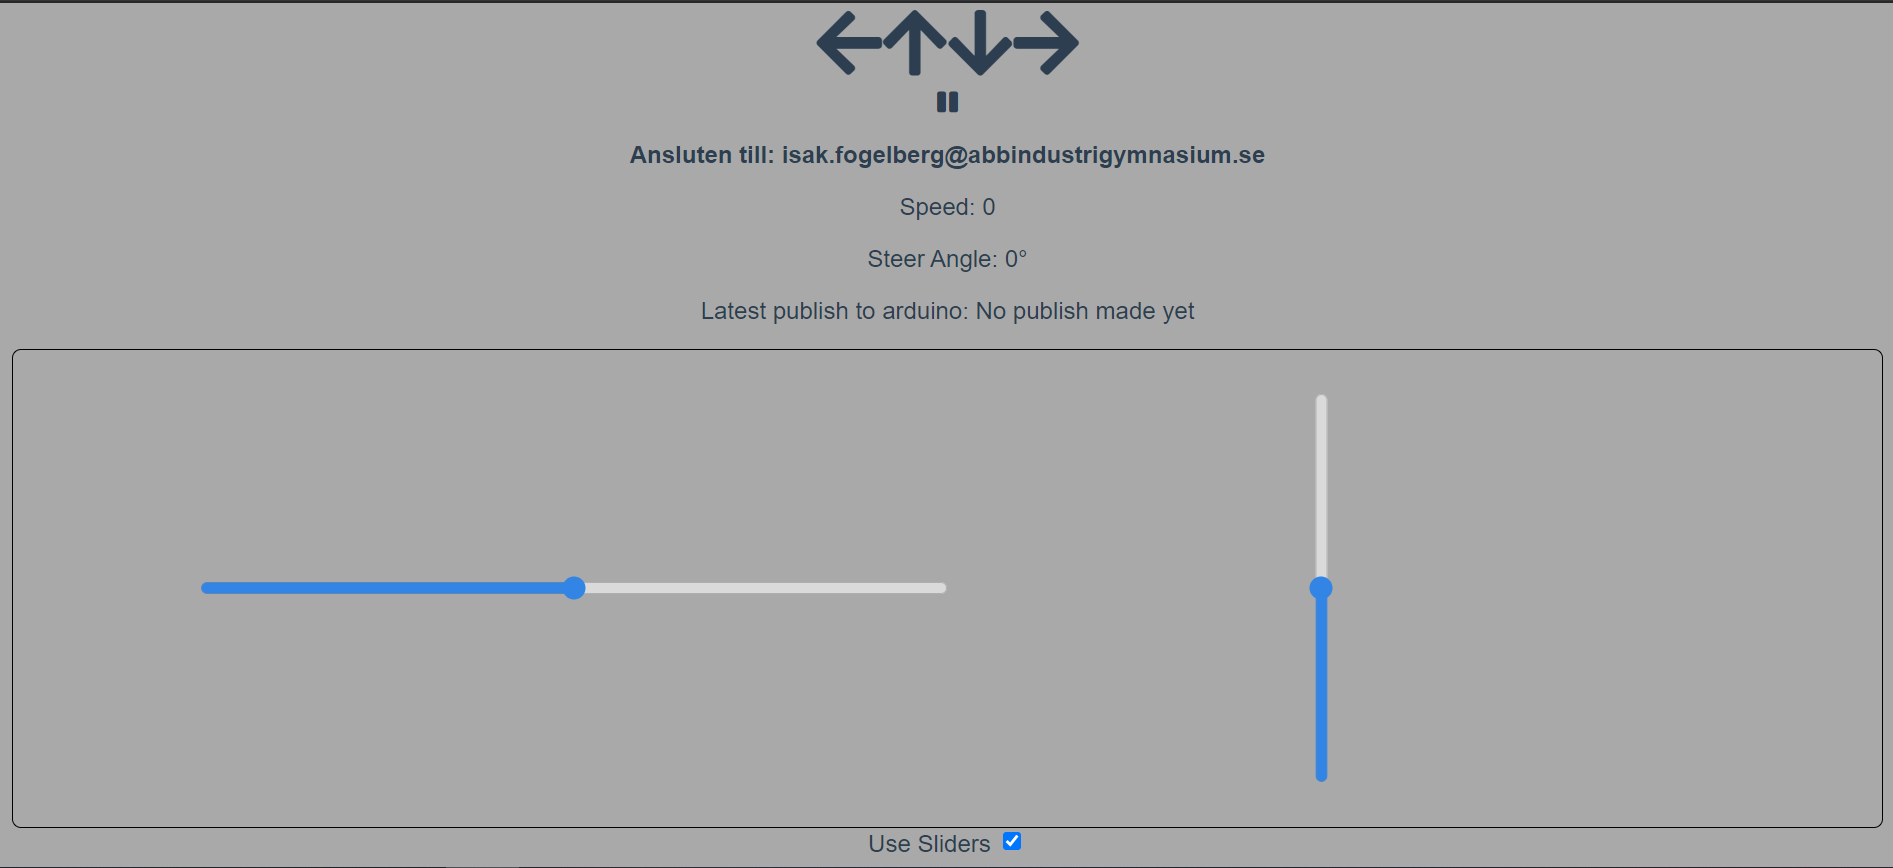 Ansluten till: isak.fogelberg@abbindustrigymnasium.se
Speed: 0
Steer Angle: 0°
Latest publish to arduino: No publish made yet
Use Sliders